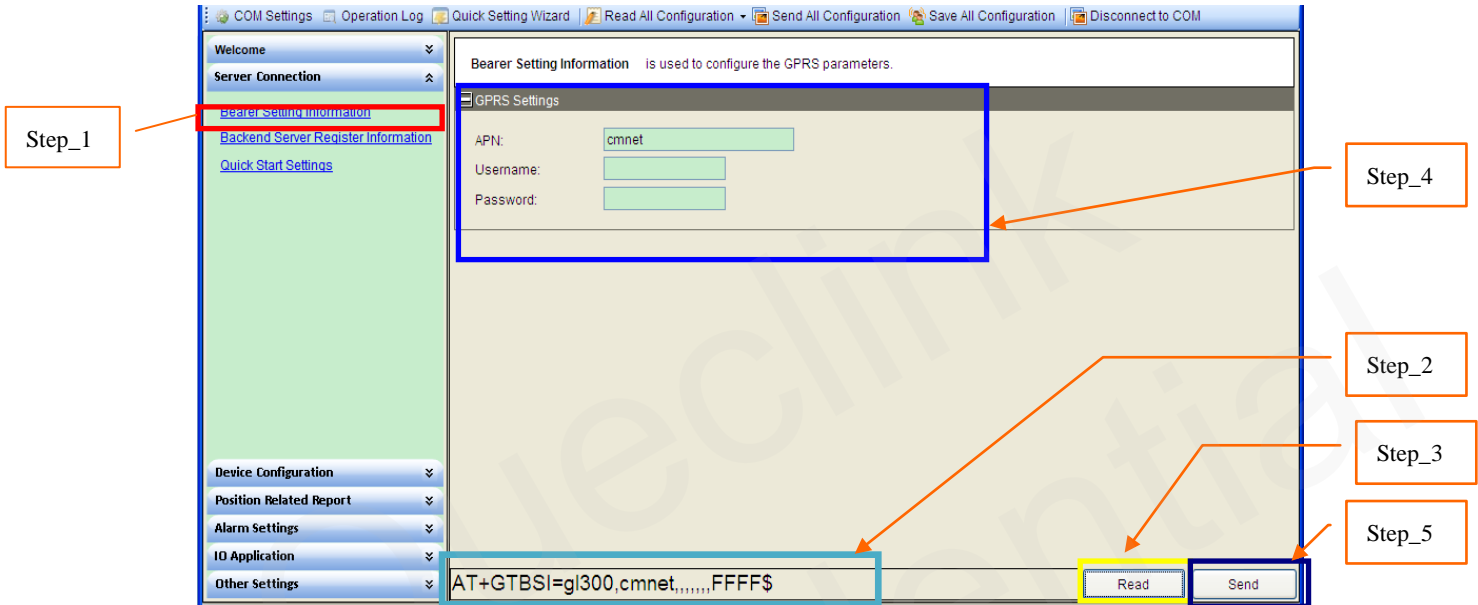 COM Settings Operation Log Quick Setting Wizard Read All Configuration Send All Configuration Save All Configuration Disconnect to COM
Welcome
Server Connection
Bearer Setting Information
Backend Server Register Information
Quick Start Settings
Device Configuration
Position Related Report
Alarm Settings
IO Application
Other Settings
Bearer Setting Information is used to configure the GPRS parameters.
GPRS Settings
APN: cmnet
Username:
Password:
AT+GTBSI=gl300,cmnet,,,,,,,FFFF$
Read Send
Step_1
Step_4
Step_2
Step_3
Step_5